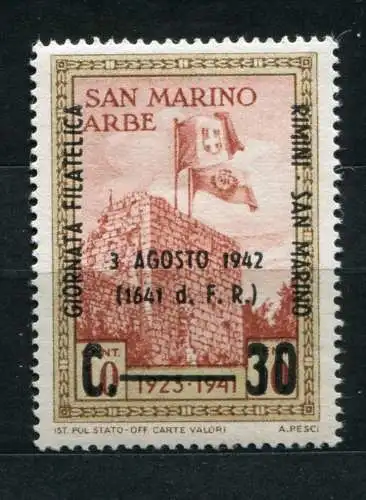 SAN MARINO
ARBE
GIORNATA FILATELICA
RIMINI - SAN MARINO
3 AGOSTO 1942
(1641 d. F. R.)
C. 30
1923·1941
IST. POL. STATO-OFF. CARTE VALORI
A. PESCI